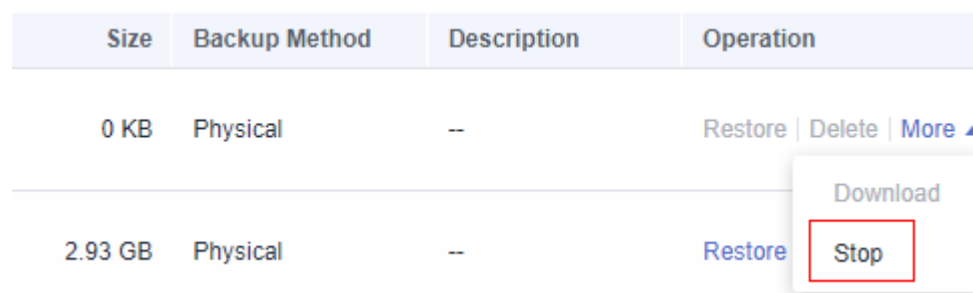 Size Backup Method Description Operation
0 KB Physical -- Restore | Delete | More
Download
2.93 GB Physical -- Restore
Stop